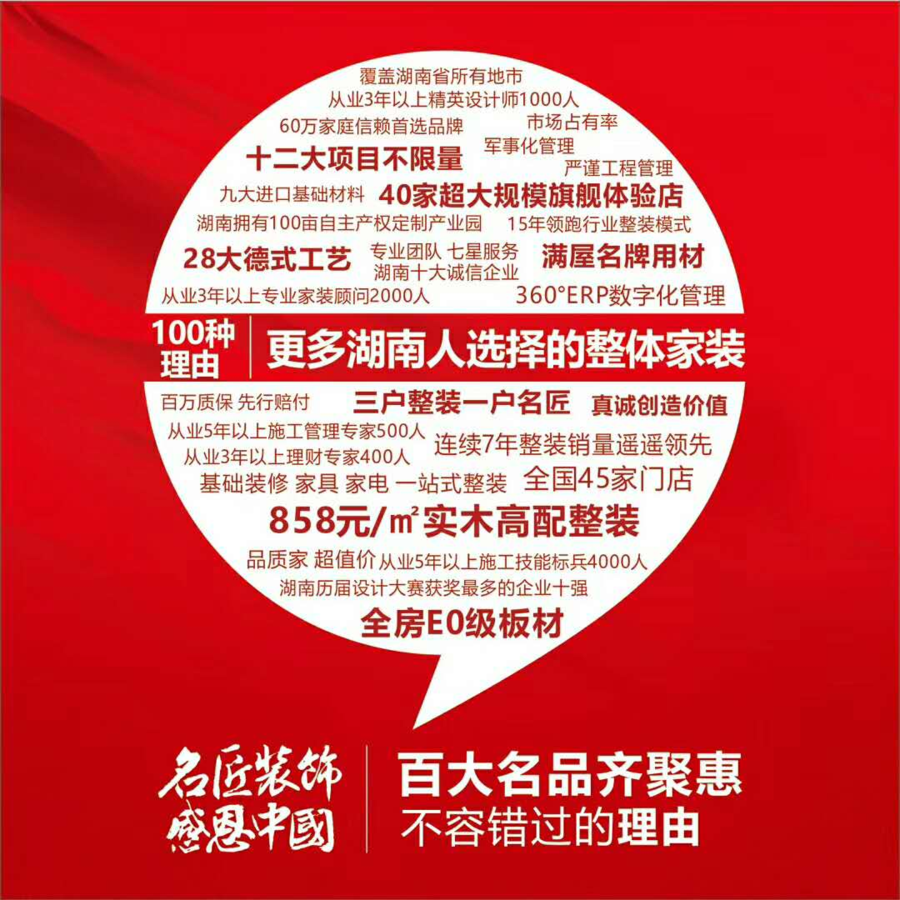 覆盖湖南省所有地市
从业3年以上精英设计师1000人
60万家庭信赖首选品牌
市场占有率
十二大项目不限量
军事化管理
严谨工程管理
九大进口基础材料
40家超大规模旗舰体验店
湖南拥有100亩自主产权定制产业园
15年领跑行业整装模式
28大德式工艺
专业团队 七星服务
湖南十大诚信企业
满屋名牌用材
从业3年以上专业家装顾问2000人
360°ERP数字化管理
100种
理由
更多湖南人选择的整体家装
百万质保 先行赔付
三户整装一户名匠
真诚创造价值
从业5年以上施工管理专家500人
连续7年整装销量遥遥领先
从业3年以上理财专家400人
基础装修 家具 家电 一站式整装
全国45家门店
858元/㎡实木高配整装
品质家 超值价
从业5年以上施工技能标兵4000人
湖南历届设计大赛获奖最多的企业十强
全房E0级板材
名匠装饰
感恩中國
百大名品齐聚惠
不容错过的理由